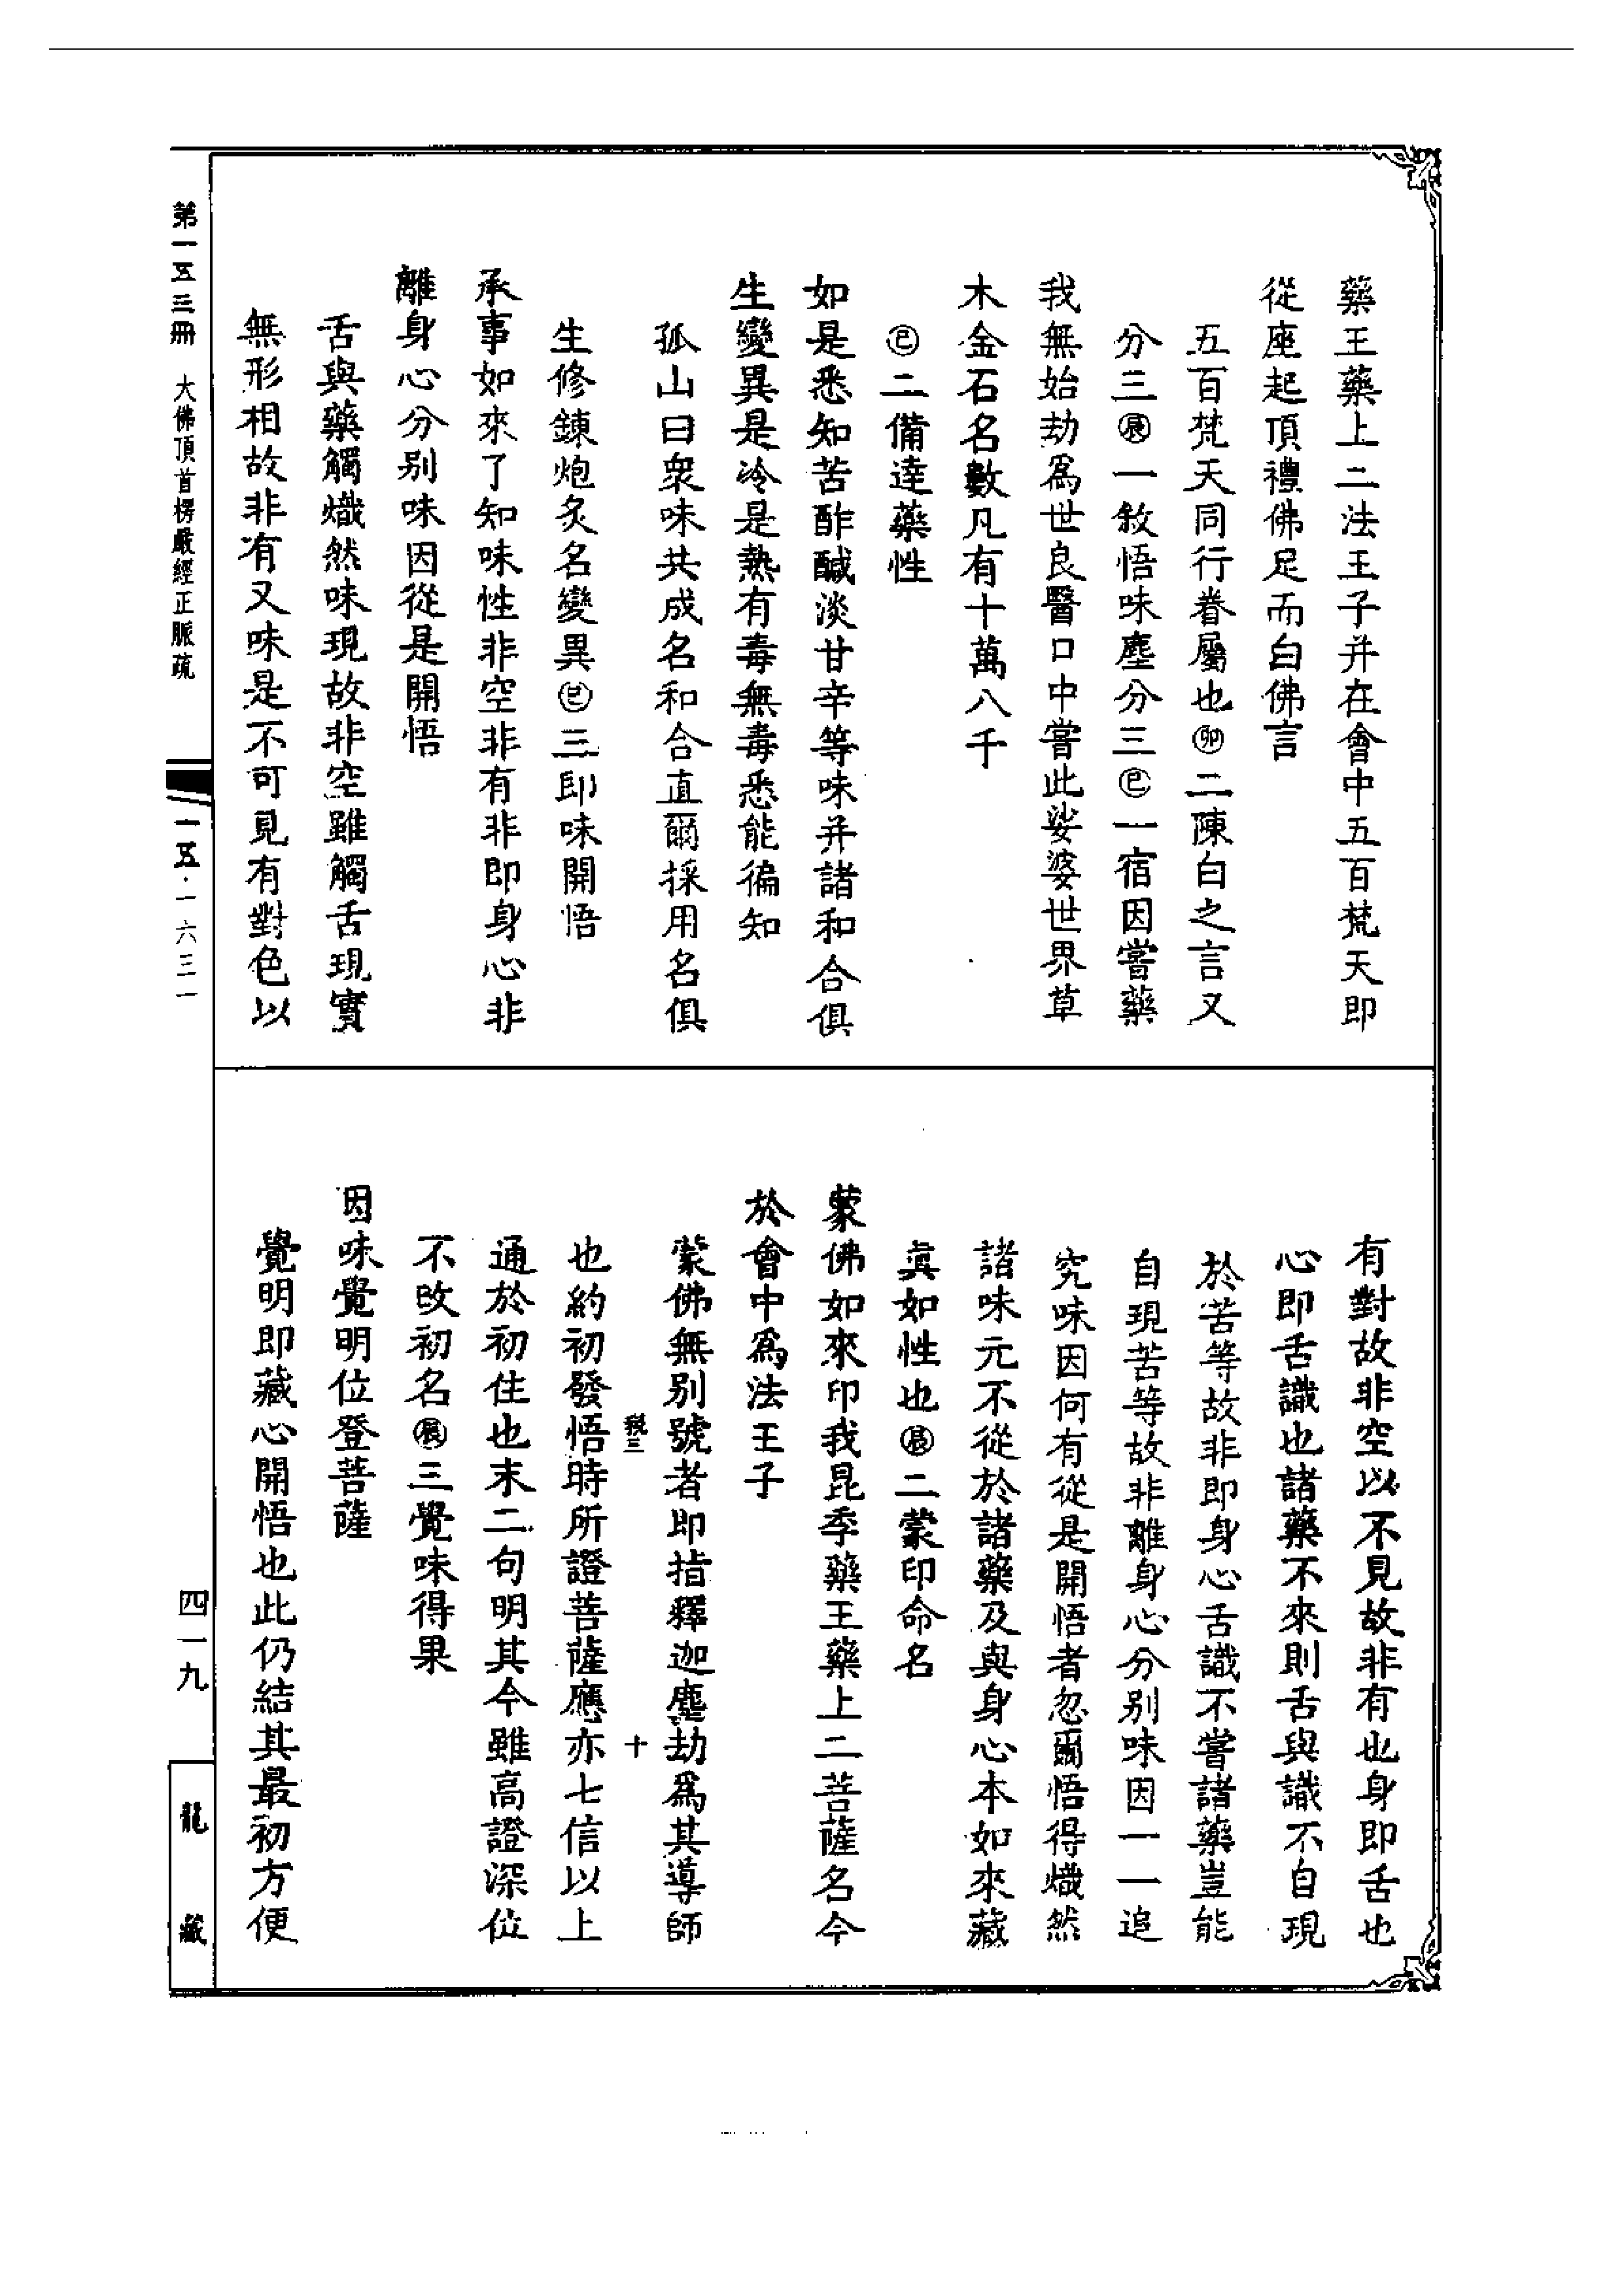 藥王藥上二法王子并在會中五百梵天即
從座起頂禮佛足而白佛言
五百梵天同行眷屬也㊞二陳白之言又
分三㊞一敘悟味塵分三㊞一宿因嘗藥
我無始劫為世良醫口中嘗此娑婆世界草
木金石名數凡有十萬八千
㊞二備達藥性
如是悉知苦酢鹹淡甘辛等味并諸和合俱
生變異是冷是熱有毒無毒悉能徧知
孤山曰眾味共成名和合直爾採用名俱
生修鍊炮炙名變異㊞三即味開悟
承事如來了知味性非空非有非即身心非
離身心分別味因從是開悟
舌與藥觸熾然味現故非空雖觸舌現實
無形相故非有又味是不可見有對色以
有對故非空以不見故非有也身即舌也
心即舌識也諸藥不來則舌與識不自現
於苦等故非即身心舌識不嘗諸藥豈能
自現苦等故非離身心分別味因一一追
究味因何有從是開悟者忽爾悟得熾然
諸味元不從於諸藥及與身心本如來藏
真如性也㊞二蒙印命名
蒙佛如來印我昆季藥王藥上二菩薩名今
於會中為法王子
蒙佛無別號者即指釋迦塵劫為其導師
十
也約初發悟時所證菩薩應亦七信以上
通於初住也末二句明其今雖高證深位
不改初名㊞三覺味得果
因味覺明位登菩薩
覺明即藏心開悟也此仍結其最初方便
第一五三冊 大佛頂首楞嚴經正脈疏
一五·一六三一
四一九
龍藏